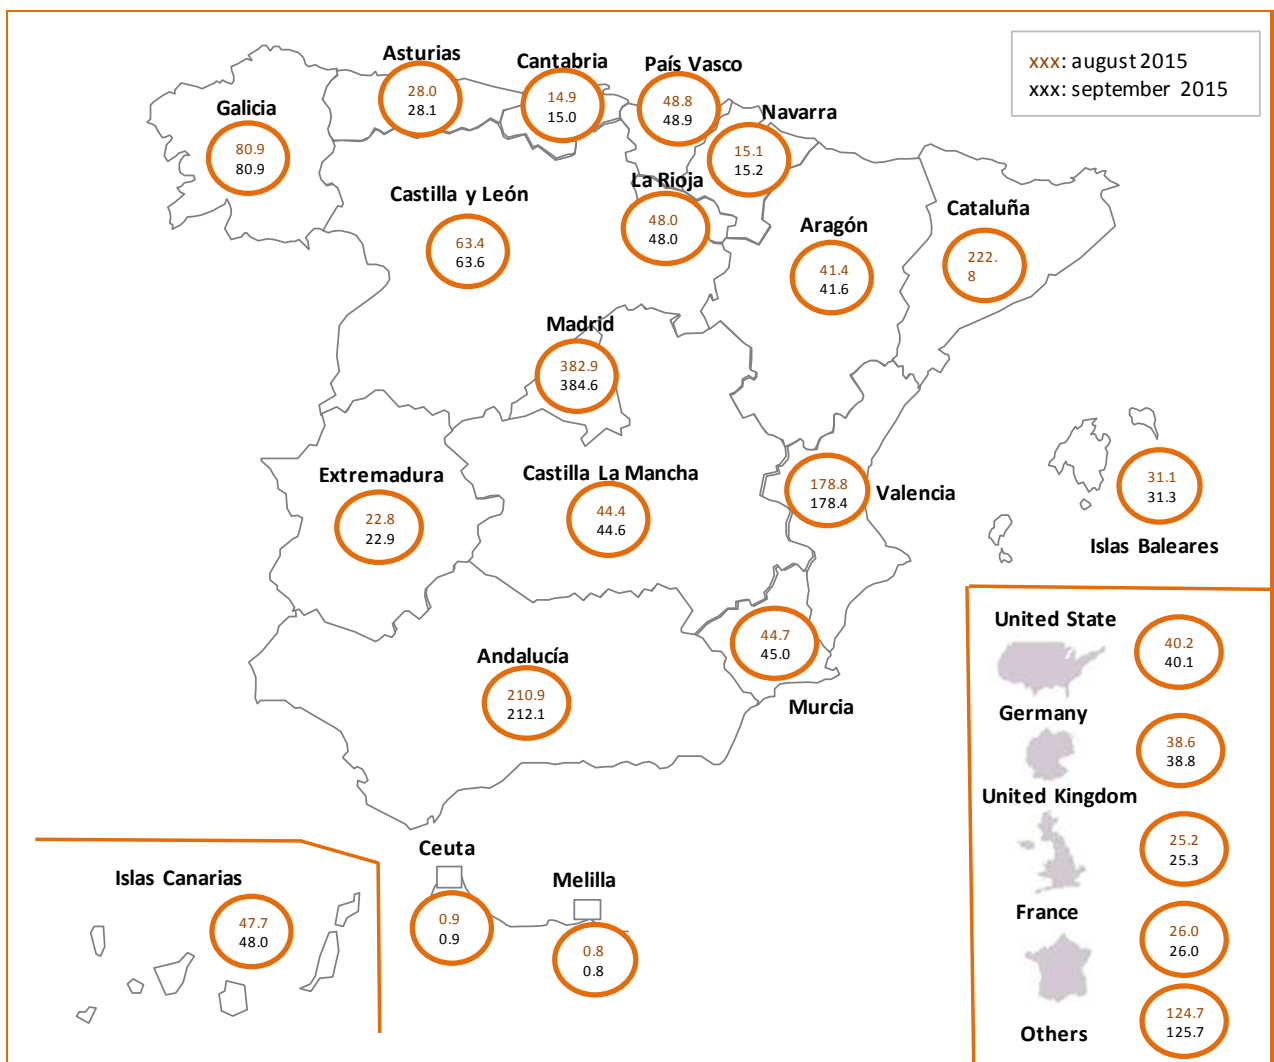 xxx: august 2015
xxx: september 2015
Asturias
28.0
28.1
Cantabria
14.9
15.0
País Vasco
48.8
48.9
Navarra
15.1
15.2
Galicia
80.9
80.9
Castilla y León
63.4
63.6
La Rioja
48.0
48.0
Aragón
41.4
41.6
Cataluña
222.
8
Madrid
382.9
384.6
Extremadura
22.8
22.9
Castilla La Mancha
44.4
44.6
178.8
178.4
Valencia
31.1
31.3
Islas Baleares
Andalucía
210.9
212.1
44.7
45.0
Murcia
United State
40.2
40.1
Germany
38.6
38.8
United Kingdom
25.2
25.3
France
26.0
26.0
Others
124.7
125.7
Islas Canarias
47.7
48.0
Ceuta
0.9
0.9
Melilla
0.8
0.8